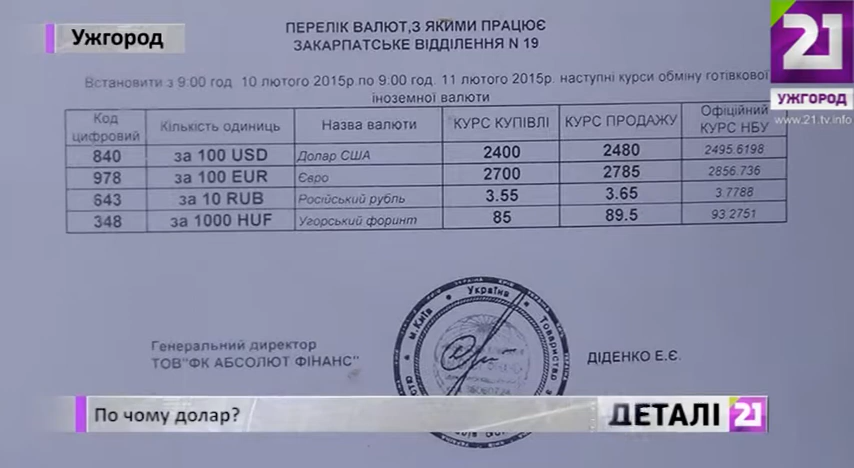 Ужгород
21
УЖГОРОД
www.21.tv.info
ПЕРЕЛІК ВАЛЮТ,З ЯКИМИ ПРАЦЮЄ
ЗАКАРПАТСЬКЕ ВІДДІЛЕННЯ N 19
Встановити з 9:00 год. 10 лютого 2015р.по 9.00 год. 11 лютого 2015р. наступні курси обміну готівкової
іноземної валюти
Код цифровий Кількість одиниць Назва валюти КУРС КУПІВЛІ КУРС ПРОДАЖУ Офіційний КУРС НБУ
840 за 100 USD Долар США 2400 2480 2495.6198
978 за 100 EUR Євро 2700 2785 2856.736
643 за 10 RUB Російський рубль 3.55 3.65 3.7788
348 за 1000 HUF Угорський форинт 85 89.5 93.2751
Генеральний директор
ТОВ"ФК АБСОЛЮТ ФІНАНС"
ДІДЕНКО Е.Є.
м.Київ * Україна * Товариство з
По чому долар?
ДЕТАЛІ 21